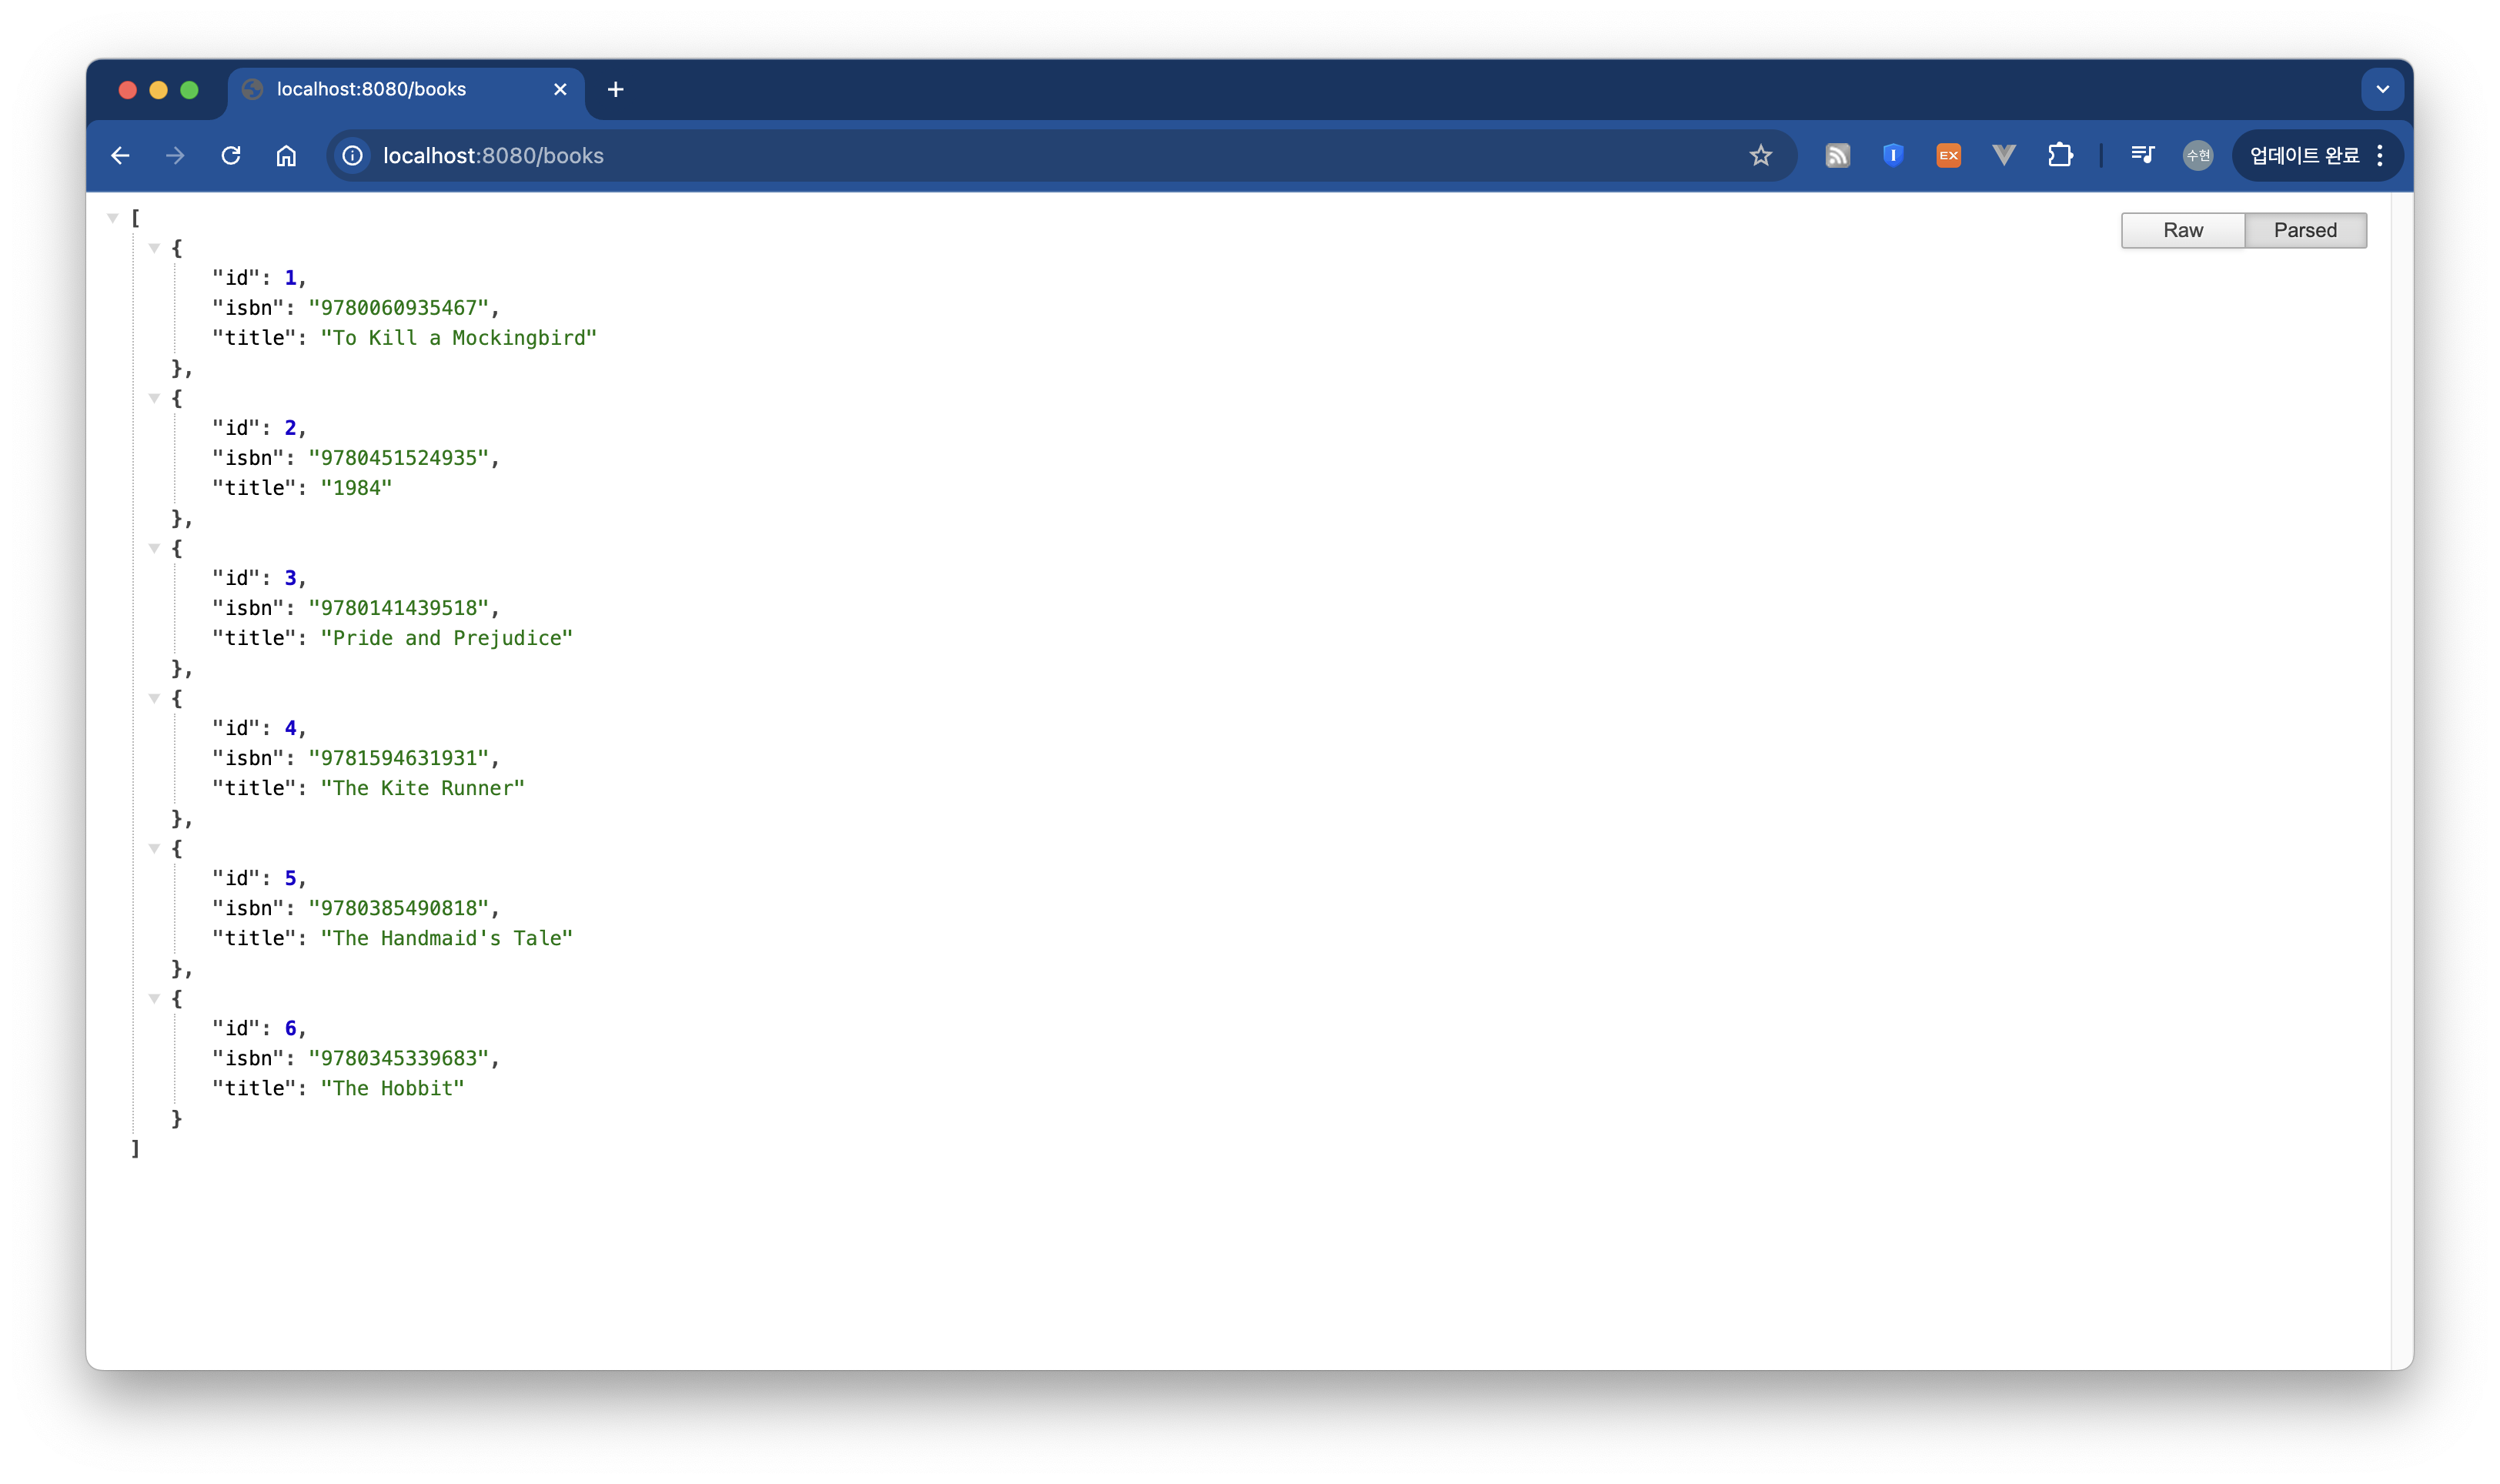 localhost:8080/books
localhost:8080/books
EX
수현
업데이트 완료
Raw
Parsed
[
{
"id": 1,
"isbn": "9780060935467",
"title": "To Kill a Mockingbird"
},
{
"id": 2,
"isbn": "9780451524935",
"title": "1984"
},
{
"id": 3,
"isbn": "9780141439518",
"title": "Pride and Prejudice"
},
{
"id": 4,
"isbn": "9781594631931",
"title": "The Kite Runner"
},
{
"id": 5,
"isbn": "9780385490818",
"title": "The Handmaid's Tale"
},
{
"id": 6,
"isbn": "9780345339683",
"title": "The Hobbit"
}
]